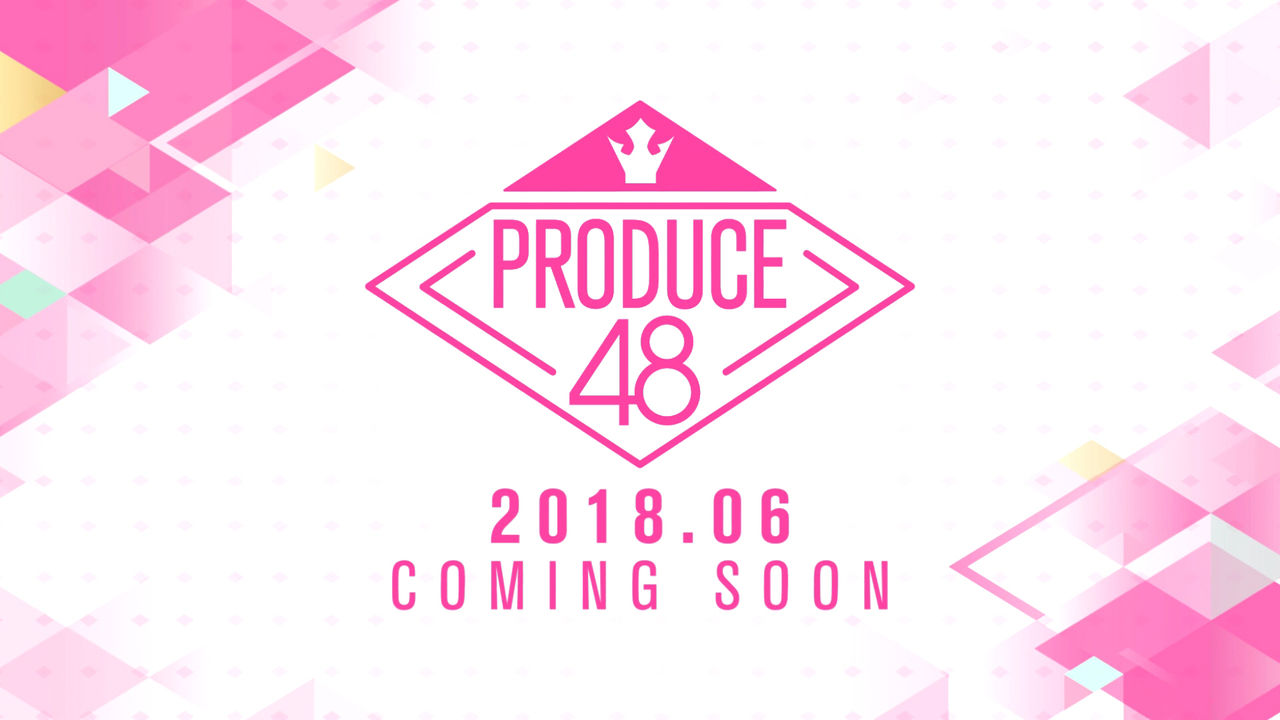 PRODUCE
48
2018.06
COMING SOON